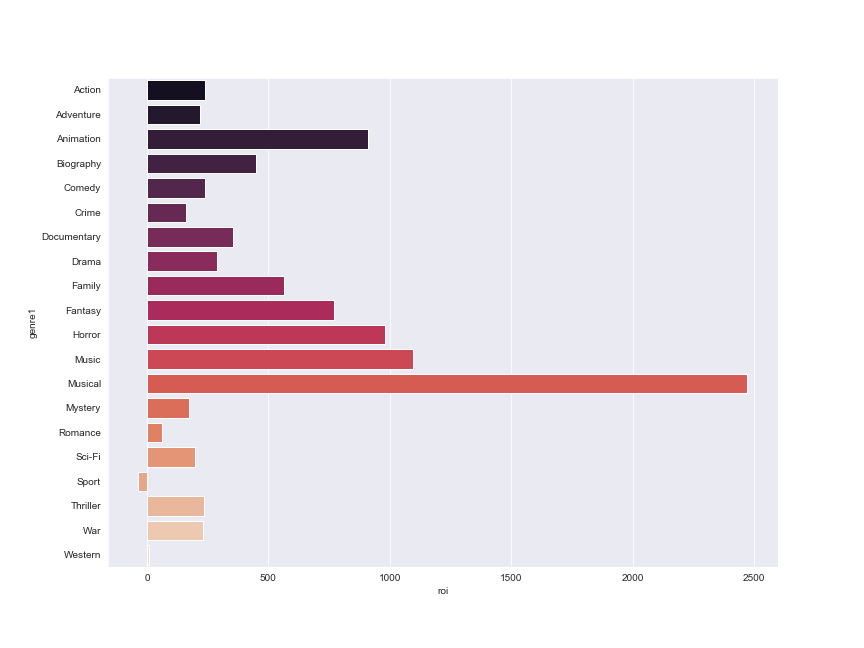 Action
Adventure
Animation
Biography
Comedy
Crime
Documentary
Drama
Family
Fantasy
Horror
Music
Musical
Mystery
Romance
Sci-Fi
Sport
Thriller
War
Western
genre1
0 500 1000 1500 2000 2500
roi